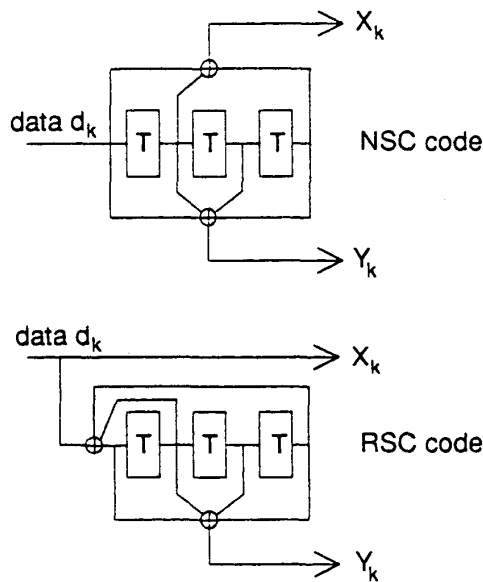 X_k
data d_k
T T T
NSC code
Y_k
data d_k
X_k
T T T
RSC code
Y_k